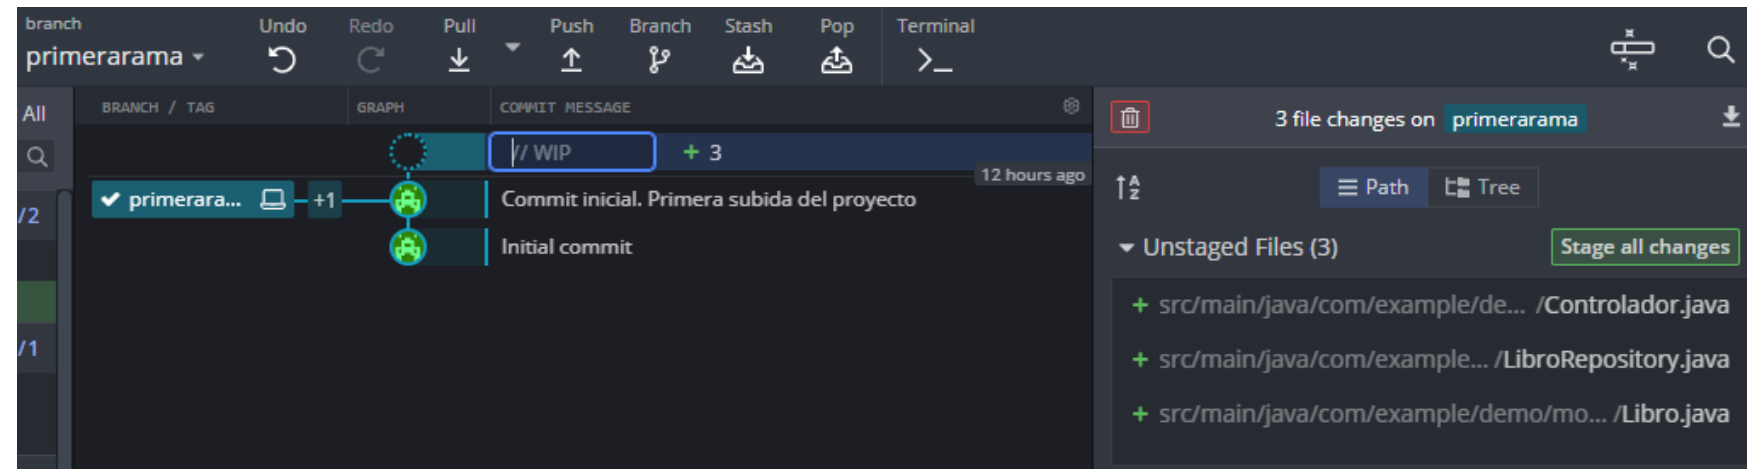 branch Undo Redo Pull Push Branch Stash Pop Terminal
primerarama
All BRANCH / TAG GRAPH COMMIT MESSAGE
3 file changes on primerarama
// WIP + 3
12 hours ago
primerara... +1 Commit inicial. Primera subida del proyecto
A Z Path Tree
/2
Initial commit
Unstaged Files (3) Stage all changes
+ src/main/java/com/example/de... /Controlador.java
/1
+ src/main/java/com/example... /LibroRepository.java
+ src/main/java/com/example/demo/mo... /Libro.java